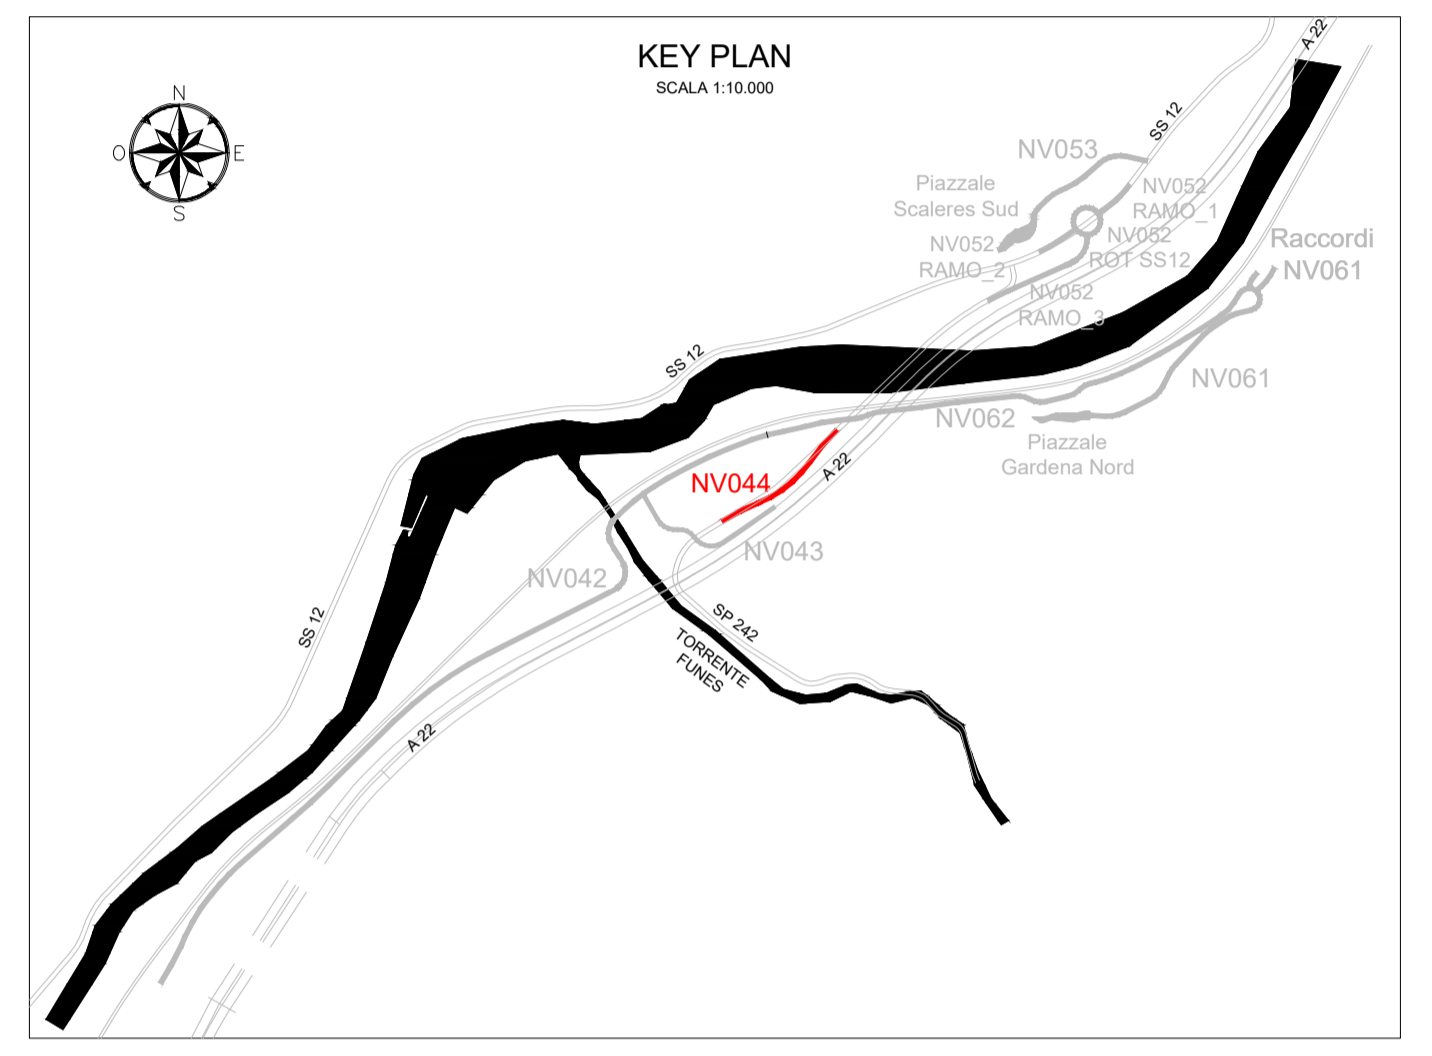 KEY PLAN
SCALA 1:10.000
N
O
E
S
A 22
SS 12
NV053
Piazzale
Scaleres Sud
NV052
RAMO_1
NV052
ROT SS12
NV052
RAMO_2
Raccordi
NV061
NV052
RAMO_3
SS 12
NV061
NV062
Piazzale
Gardena Nord
A 22
NV044
NV043
NV042
SS 12
SP 242
TORRENTE
FUNES
A 22